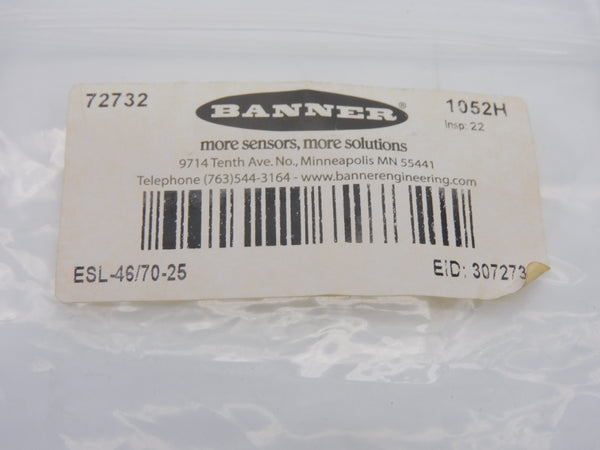 72732
BANNER®
1052H
Insp: 22
more sensors, more solutions
9714 Tenth Ave. No., Minneapolis MN 55441
Telephone (763)544-3164 - www.bannerengineering.com
ESL-46/70-25
EID: 307273